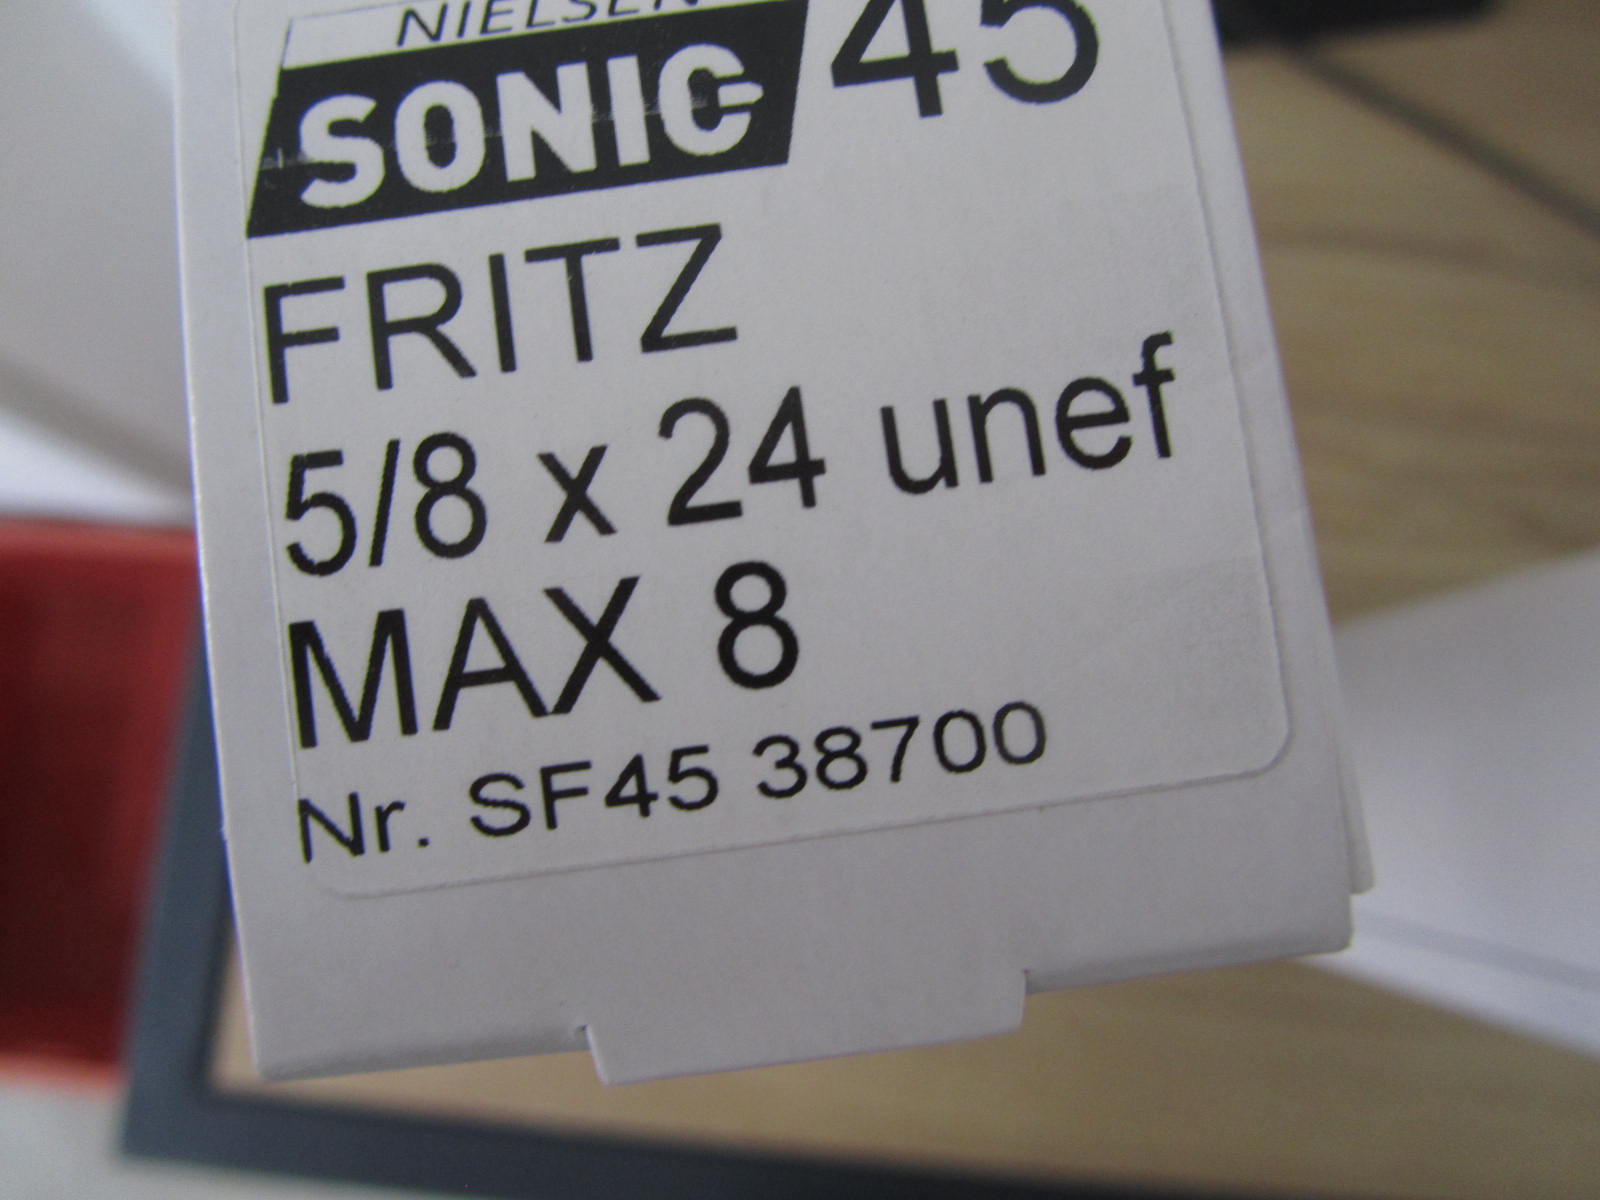 NIELSEN
SONIC 45
FRITZ
5/8 x 24 unef
MAX 8
Nr. SF45 38700